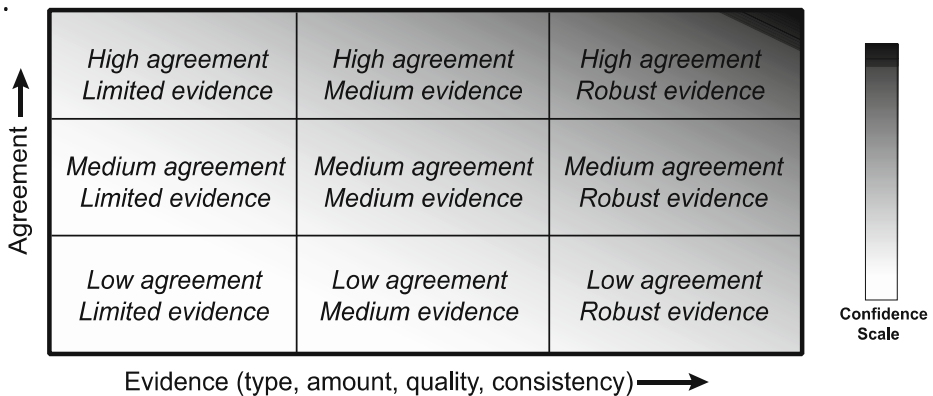 High agreement
Limited evidence
High agreement
Medium evidence
High agreement
Robust evidence
Medium agreement
Limited evidence
Medium agreement
Medium evidence
Medium agreement
Robust evidence
Low agreement
Limited evidence
Low agreement
Medium evidence
Low agreement
Robust evidence
Agreement
Evidence (type, amount, quality, consistency)
Confidence
Scale